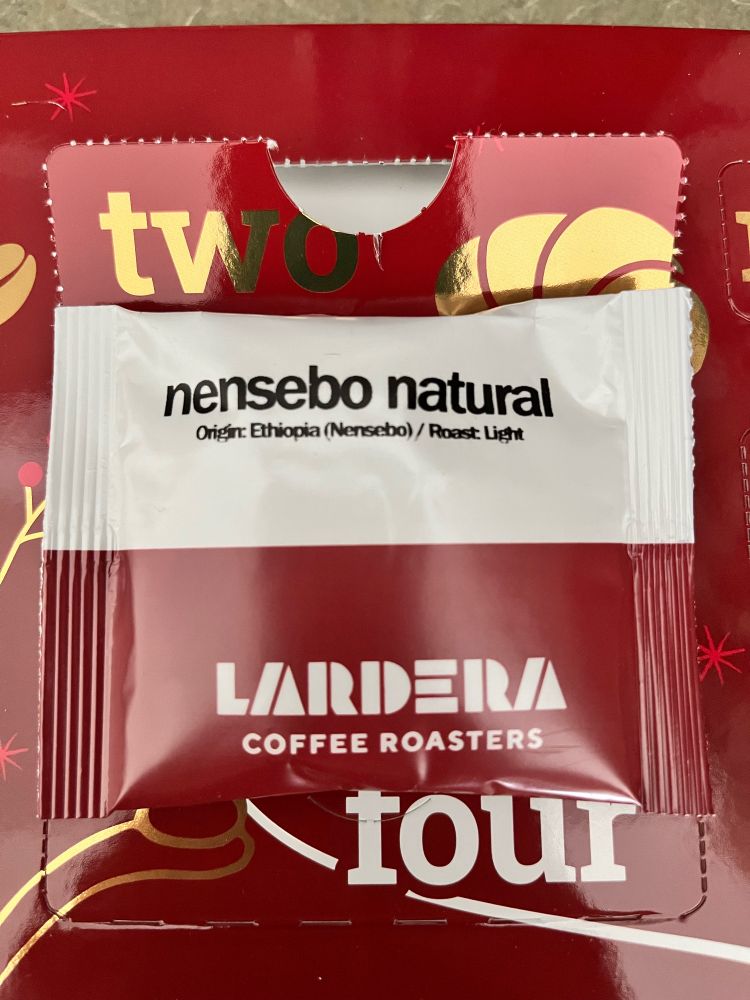 two
nensebo natural
Origin: Ethiopia (Nensebo) / Roast: Light
LARDERA
COFFEE ROASTERS
four